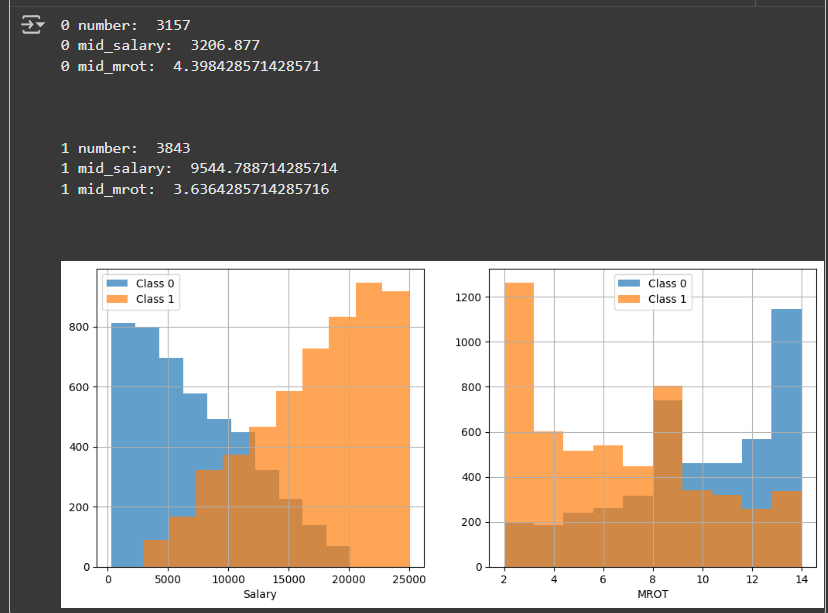 0 number:  3157
0 mid_salary:  3206.877
0 mid_mrot:  4.398428571428571
1 number:  3843
1 mid_salary:  9544.788714285714
1 mid_mrot:  3.6364285714285716
Class 0
Class 1
800
600
400
200
0
0 5000 10000 15000 20000 25000
Salary
Class 0
Class 1
1200
1000
800
600
400
200
0
2 4 6 8 10 12 14
MROT